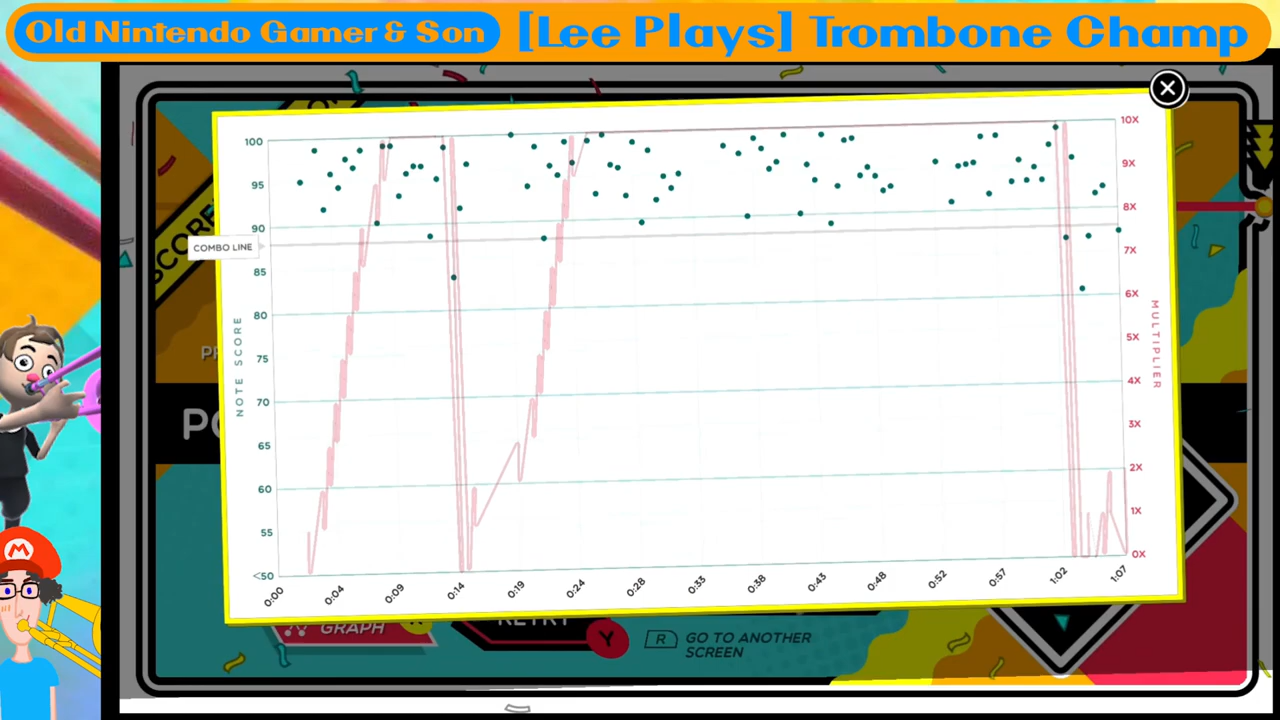 Old Nintendo Gamer & Son [Lee Plays] Trombone Champ
100
95
90
COMBO LINE
85
80
75
70
65
60
55
<50
NOTE SCORE
10X
9X
8X
7X
6X
5X
4X
3X
2X
1X
0X
MULTIPLIER
0:00 0:04 0:09 0:14 0:19 0:24 0:28 0:33 0:38 0:43 0:48 0:52 0:57 1:02 1:07
SCORE
GRAPH
RETRY
Y
R GO TO ANOTHER
SCREEN
M